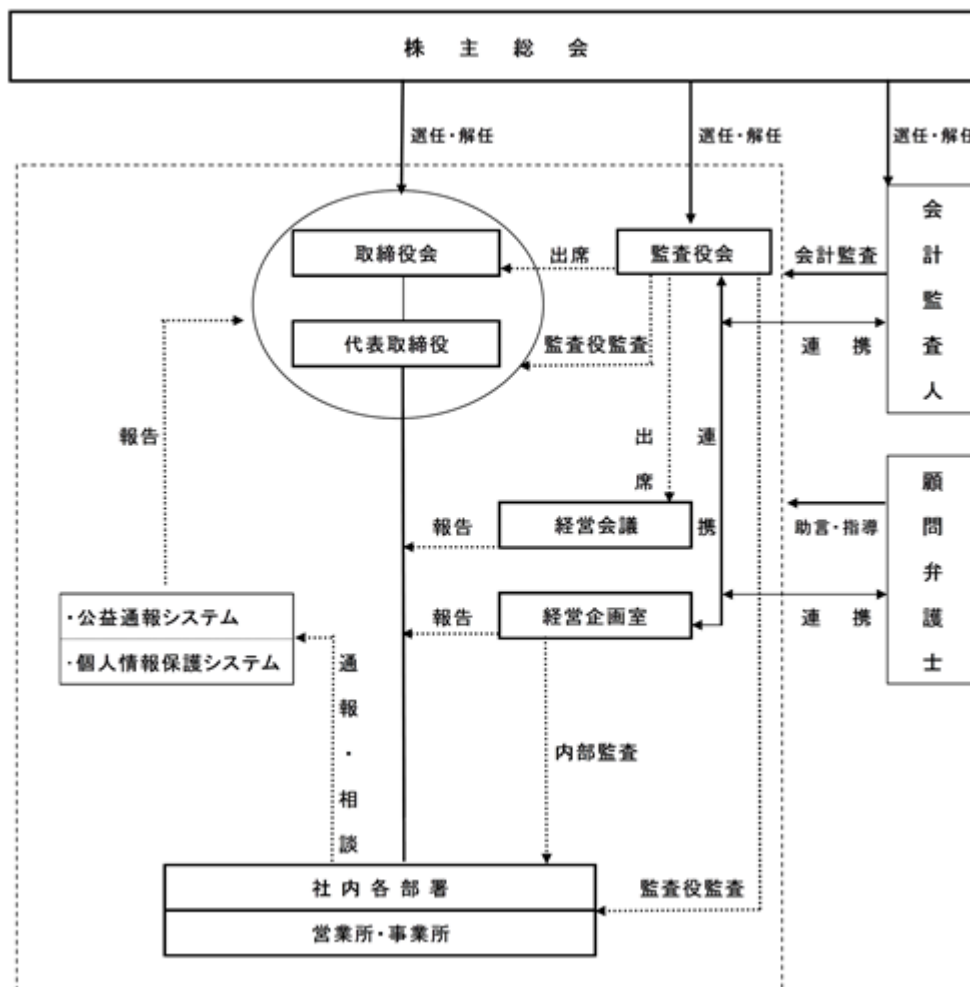 株主総会
選任・解任
選任・解任
選任・解任
会計監査人
取締役会
出席
監査役会
会計監査
代表取締役
監査役監査
連携
報告
出席
連携
顧問弁護士
報告
経営会議
助言・指導
・公益通報システム
・個人情報保護システム
報告
経営企画室
連携
通報・相談
内部監査
社内各部署
監査役監査
営業所・事業所